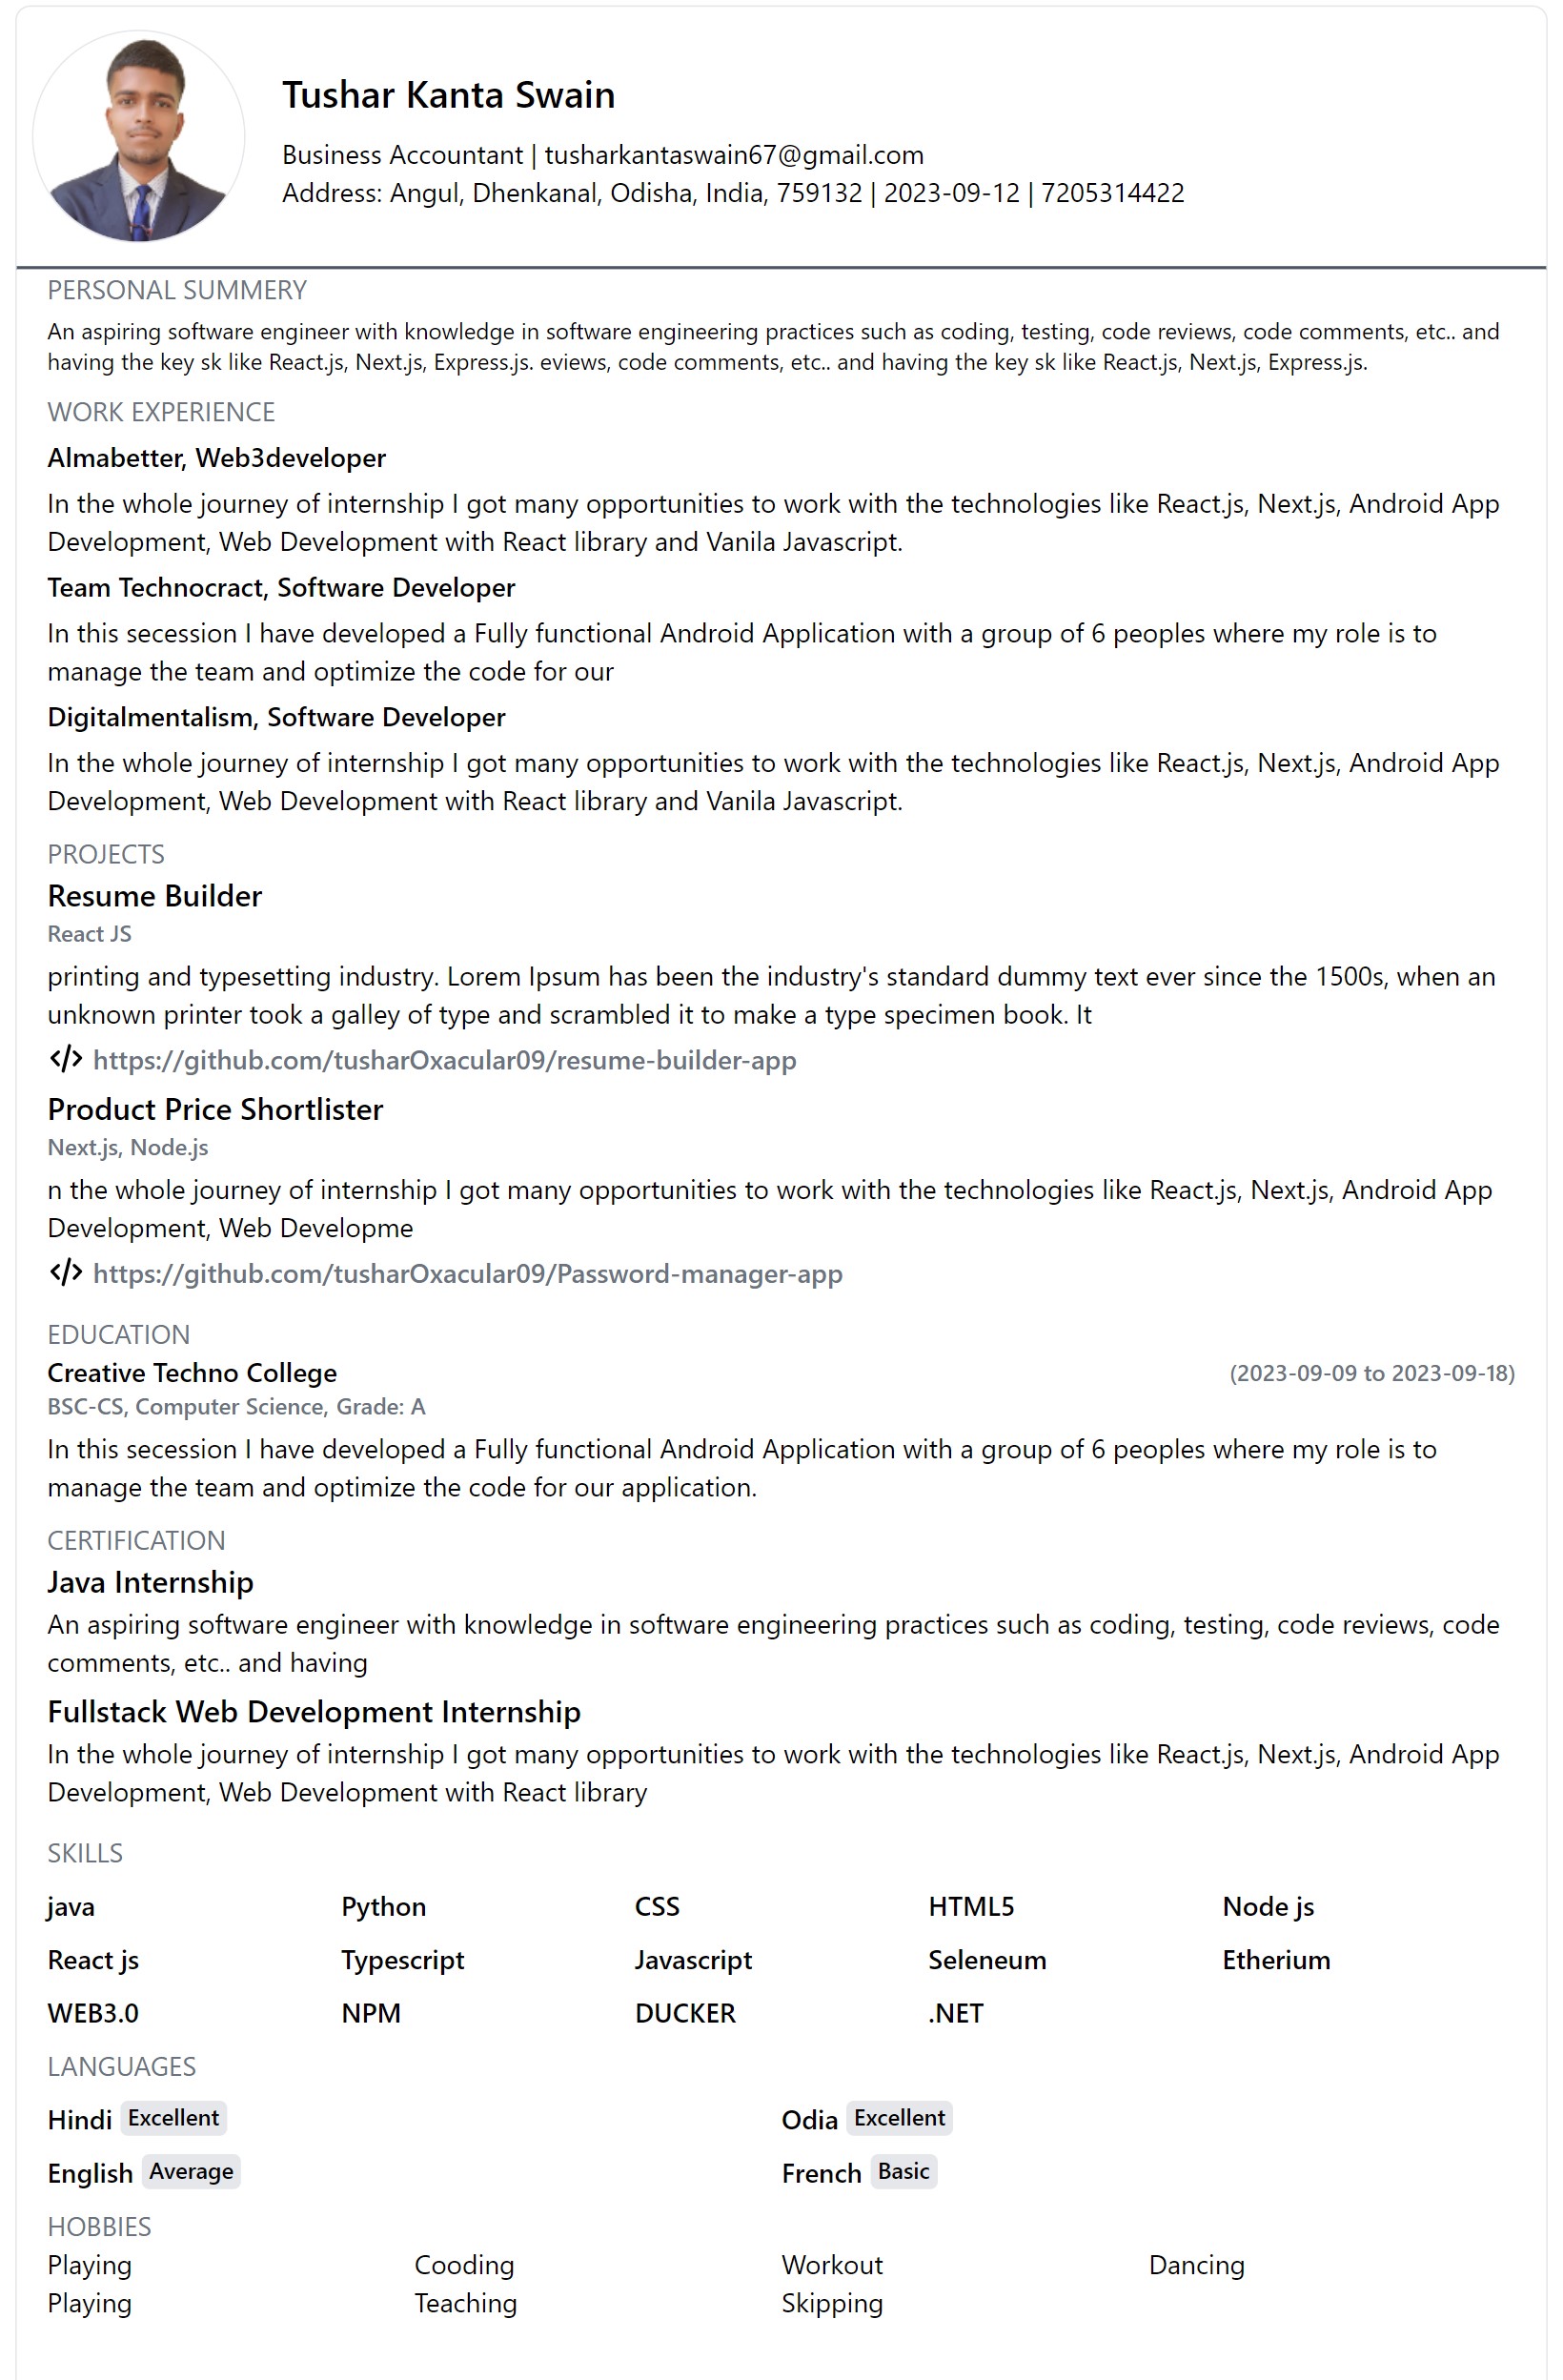 Tushar Kanta Swain
Business Accountant | tusharkantaswain67@gmail.com
Address: Angul, Dhenkanal, Odisha, India, 759132 | 2023-09-12 | 7205314422
PERSONAL SUMMERY
An aspiring software engineer with knowledge in software engineering practices such as coding, testing, code reviews, code comments, etc.. and
having the key sk like React.js, Next.js, Express.js. eviews, code comments, etc.. and having the key sk like React.js, Next.js, Express.js.
WORK EXPERIENCE
Almabetter, Web3developer
In the whole journey of internship I got many opportunities to work with the technologies like React.js, Next.js, Android App
Development, Web Development with React library and Vanila Javascript.
Team Technocract, Software Developer
In this secession I have developed a Fully functional Android Application with a group of 6 peoples where my role is to
manage the team and optimize the code for our
Digitalmentalism, Software Developer
In the whole journey of internship I got many opportunities to work with the technologies like React.js, Next.js, Android App
Development, Web Development with React library and Vanila Javascript.
PROJECTS
Resume Builder
React JS
printing and typesetting industry. Lorem Ipsum has been the industry's standard dummy text ever since the 1500s, when an
unknown printer took a galley of type and scrambled it to make a type specimen book. It
</> https://github.com/tusharOxacular09/resume-builder-app
Product Price Shortlister
Next.js, Node.js
n the whole journey of internship I got many opportunities to work with the technologies like React.js, Next.js, Android App
Development, Web Developme
</> https://github.com/tusharOxacular09/Password-manager-app
EDUCATION
Creative Techno College (2023-09-09 to 2023-09-18)
BSC-CS, Computer Science, Grade: A
In this secession I have developed a Fully functional Android Application with a group of 6 peoples where my role is to
manage the team and optimize the code for our application.
CERTIFICATION
Java Internship
An aspiring software engineer with knowledge in software engineering practices such as coding, testing, code reviews, code
comments, etc.. and having
Fullstack Web Development Internship
In the whole journey of internship I got many opportunities to work with the technologies like React.js, Next.js, Android App
Development, Web Development with React library
SKILLS
java Python CSS HTML5 Node js
React js Typescript Javascript Seleneum Etherium
WEB3.0 NPM DUCKER .NET
LANGUAGES
Hindi Excellent Odia Excellent
English Average French Basic
HOBBIES
Playing Cooding Workout Dancing
Playing Teaching Skipping